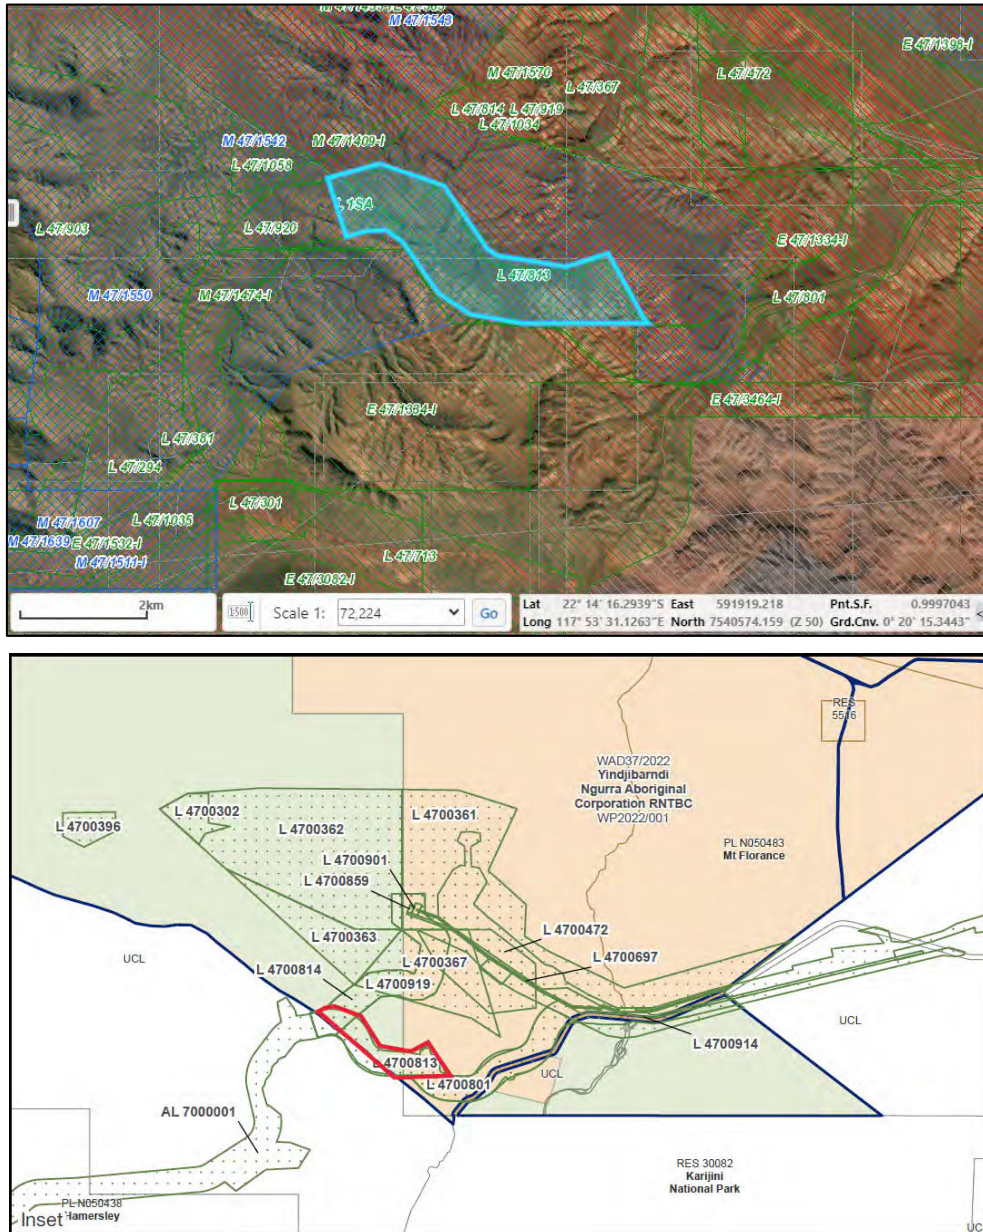 M 47/1543
E 47/1398-I
M 47/1570
L 47/367
L 47/472
L 47/814 L 47/919
L 47/1034
M 47/1542
M 47/1409-I
L 47/1058
L 1SA
L 47/903
L 47/920
E 47/1334-I
L 47/813
M 47/1550
M 47/1474-I
L 47/801
E 47/1334-I
E 47/3464-I
L 47/381
L 47/294
L 47/301
M 47/1607
L 47/1035
M 47/1639
E 47/1532-I
M 47/1511-I
L 47/713
E 47/3082-I
2km
Scale 1:
72,224
Go
Lat 22° 14' 16.2939"S East 591919.218 Pnt.S.F. 0.9997043
Long 117° 53' 31.1263"E North 7540574.159 (Z 50) Grd.Cnv. 0° 20' 15.3443"
RES
5516
WAD37/2022
Yindjibarndi
Ngurra Aboriginal
Corporation RNTBC
WP2022/001
L 4700302
L 4700361
L 4700396
L 4700362
PL N050483
Mt Florance
L 4700901
L 4700859
L 4700472
L 4700363
L 4700367
L 4700697
UCL
L 4700814
L 4700919
UCL
L 4700914
L 4700813
UCL
L 4700801
AL 7000001
RES 30082
Karijini
National Park
PL N050438
Hamersley
Inset
UCL